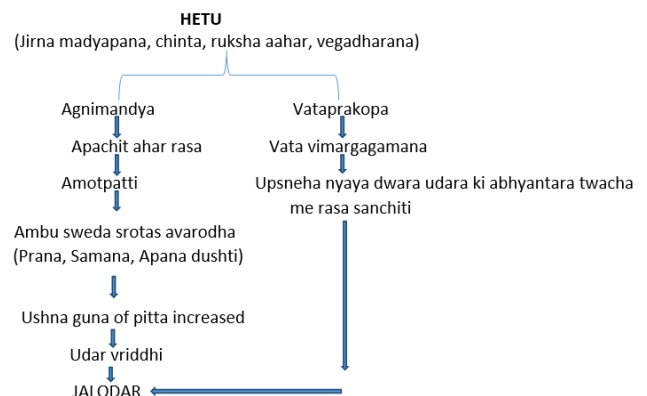 HETU
(Jirna madyapana, chinta, ruksha aahar, vegadharana)
Agnimandya
Vataprakopa
Apachit ahar rasa
Vata vimargagamana
Amotpatti
Upsneha nyaya dwara udara ki abhyantara twacha
me rasa sanchiti
Ambu sweda srotas avarodha
(Prana, Samana, Apana dushti)
Ushna guna of pitta increased
Udar vriddhi
JALODAR